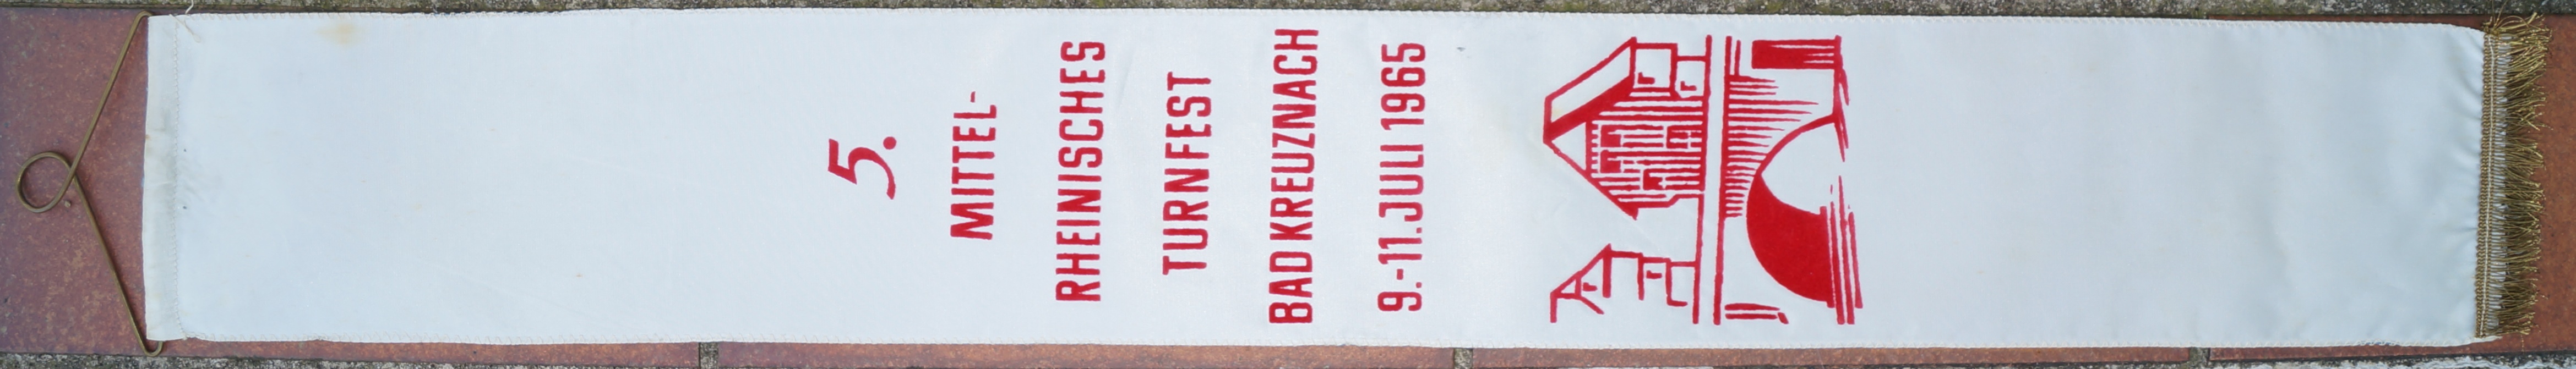 5.
MITTEL-
RHEINISCHES
TURNFEST
BAD KREUZNACH
9.-11. JULI 1965